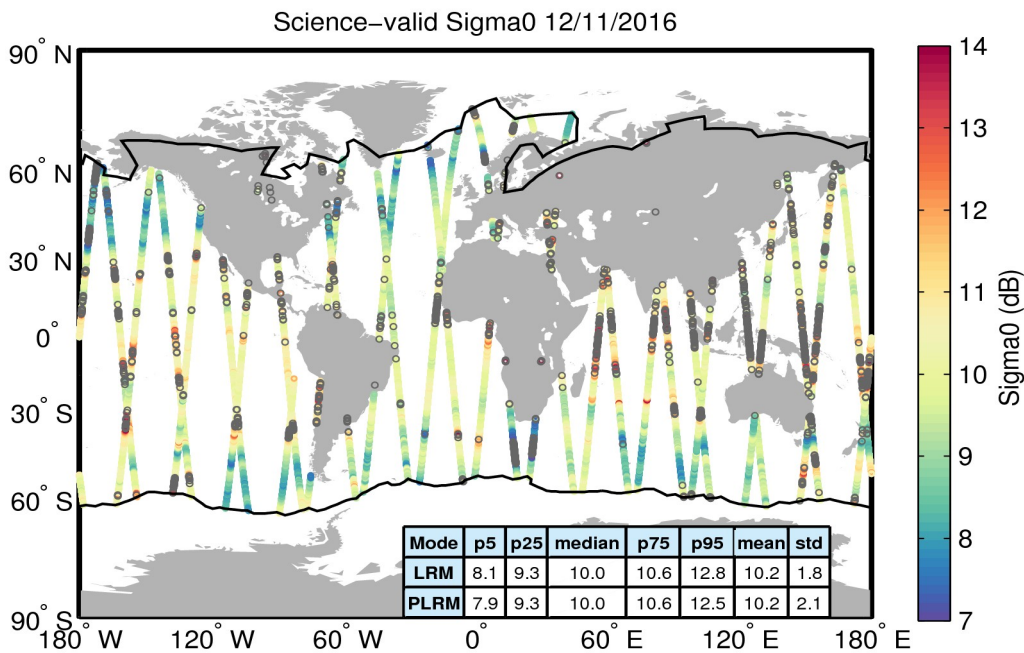 Science−valid Sigma0 12/11/2016
90° N
60° N
30° N
0°
30° S
60° S
90° S
180° W
120° W
60° W
0°
60° E
120° E
180° E
Mode p5 p25 median p75 p95 mean std
LRM 8.1 9.3 10.0 10.6 12.8 10.2 1.8
PLRM 7.9 9.3 10.0 10.6 12.5 10.2 2.1
14
13
12
11
10
9
8
7
Sigma0 (dB)